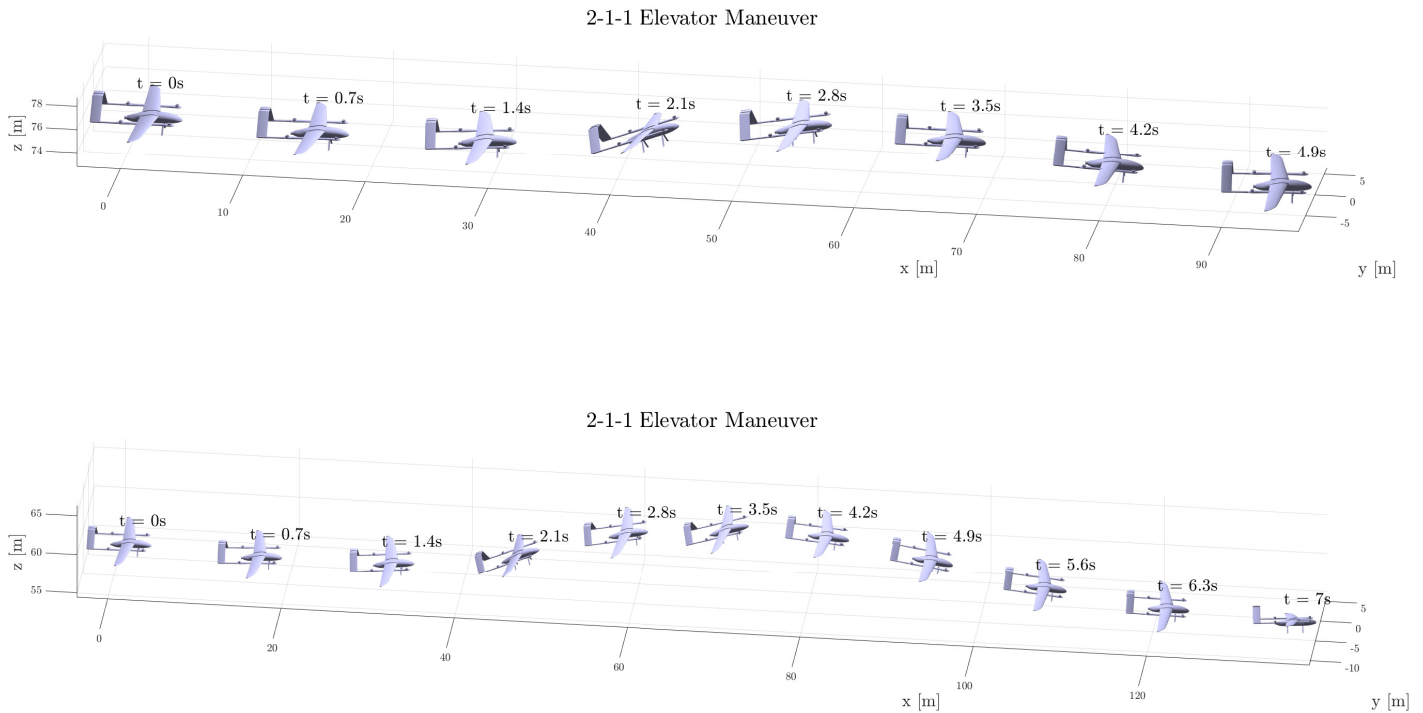 2-1-1 Elevator Maneuver
t = 0s
t = 0.7s
t = 1.4s
t = 2.1s
t = 2.8s
t = 3.5s
t = 4.2s
t = 4.9s
78
76
74
z [m]
0
10
20
30
40
50
60
70
80
90
x [m]
5
0
-5
y [m]
2-1-1 Elevator Maneuver
t = 0s
t = 0.7s
t = 1.4s
t = 2.1s
t = 2.8s
t = 3.5s
t = 4.2s
t = 4.9s
t = 5.6s
t = 6.3s
t = 7s
65
60
55
z [m]
0
20
40
60
80
100
120
x [m]
5
0
-5
-10
y [m]